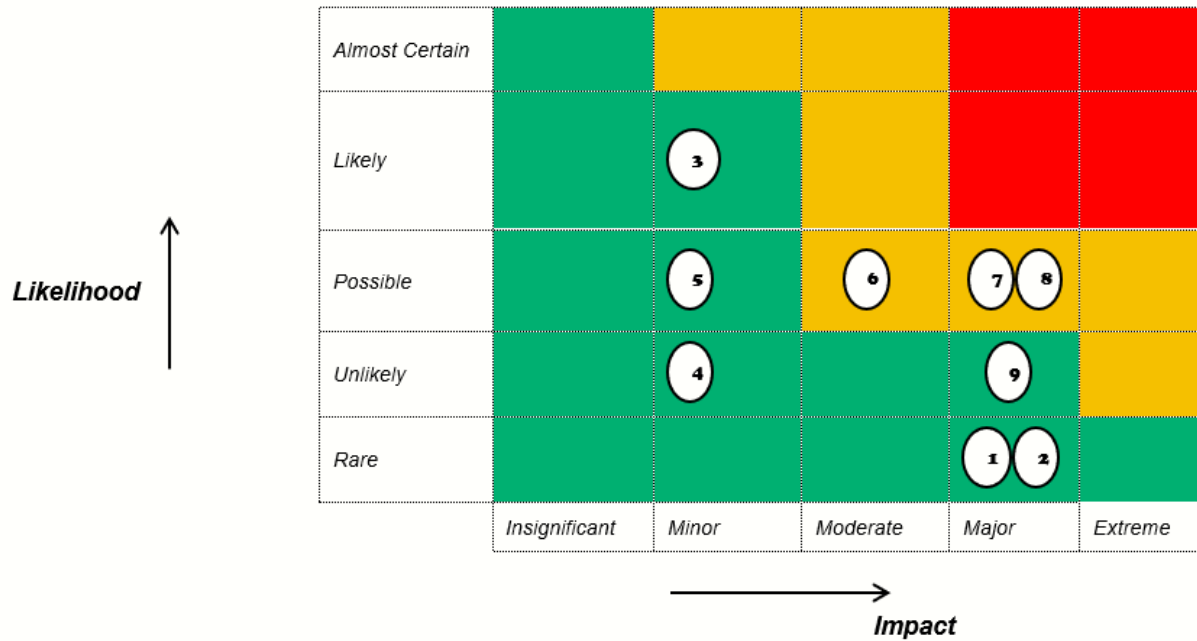 Almost Certain
Likely
3
Likelihood
Possible
5
6
7
8
Unlikely
4
9
Rare
1
2
Insignificant
Minor
Moderate
Major
Extreme
Impact